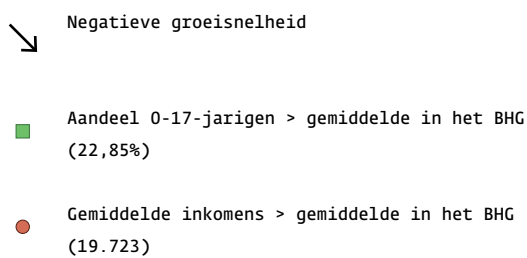 Negatieve groeisnelheid
Aandeel 0-17-jarigen > gemiddelde in het BHG
(22,85%)
Gemiddelde inkomens > gemiddelde in het BHG
(19.723)